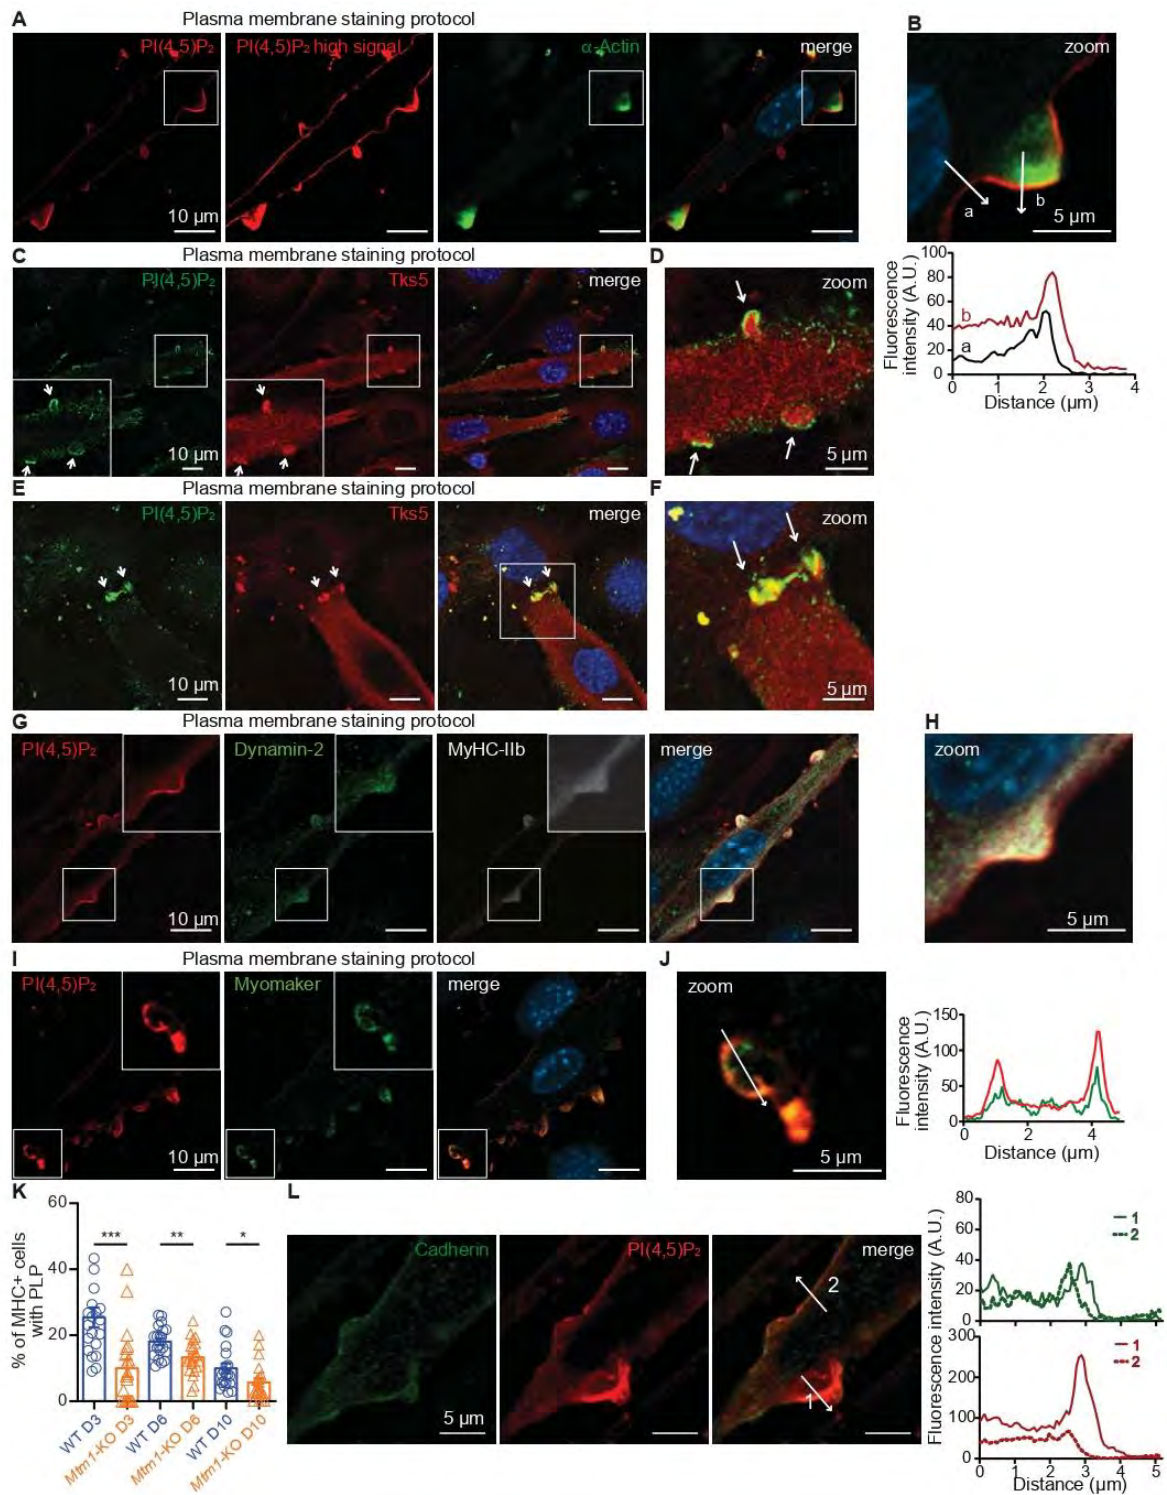 A Plasma membrane staining protocol B
PI(4,5)P2 PI(4,5)P2 high signal α-Actin merge zoom
10 µm
a b
5 µm
C Plasma membrane staining protocol D
PI(4,5)P2 Tks5 merge zoom
10 µm 5 µm
Fluorescence
intensity (A.U.)
100
80
60
40
20
0
b
a
0 1 2 3 4
Distance (µm)
E Plasma membrane staining protocol F
PI(4,5)P2 Tks5 merge zoom
10 µm 5 µm
G Plasma membrane staining protocol H
PI(4,5)P2 Dynamin-2 MyHC-IIb merge zoom
10 µm 5 µm
I Plasma membrane staining protocol J
PI(4,5)P2 Myomaker merge zoom
10 µm 5 µm
Fluorescence
intensity (A.U.)
150
100
50
0
0 2 4
Distance (µm)
K
% of MHC+ cells
with PLP
60
40
20
0
*** ** *
WT D3 Mtm1-KO D3 WT D6 Mtm1-KO D6 WT D10 Mtm1-KO D10
L
Cadherin PI(4,5)P2 merge
2
1
5 µm
Fluorescence intensity (A.U.)
80
60
40
20
0
1
2
300
200
100
0
1
2
0 1 2 3 4 5
Distance (µm)